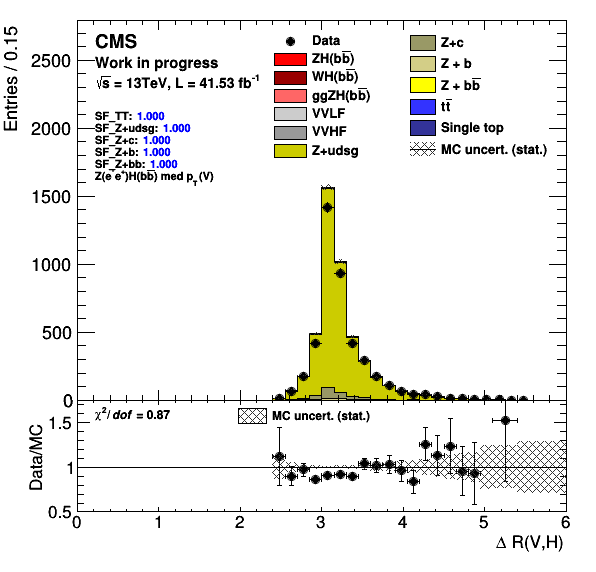 CMS
Work in progress
√s = 13TeV, L = 41.53 fb⁻¹
SF_TT: 1.000
SF_Z+udsg: 1.000
SF_Z+c: 1.000
SF_Z+b: 1.000
SF_Z+bb: 1.000
Z(e⁻e⁺)H(bb̅) med p_T(V)
Data
ZH(bb̅)
WH(bb̅)
ggZH(bb̅)
VVLF
VVHF
Z+udsg
Z+c
Z + b
Z + bb̅
tt̅
Single top
MC uncert. (stat.)
Entries / 0.15
2500
2000
1500
1000
500
0
χ²/dof = 0.87
MC uncert. (stat.)
Data/MC
1.5
1
0.5
0 1 2 3 4 5 6
Δ R(V,H)